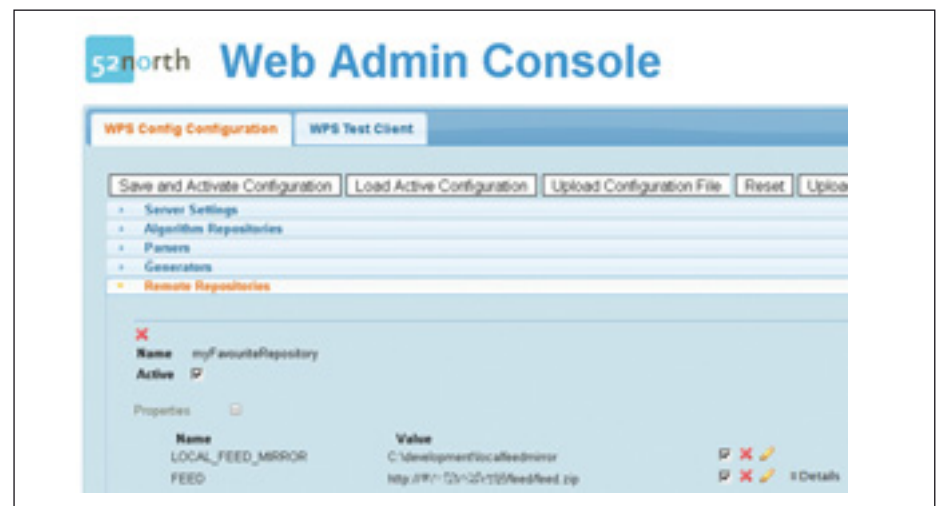 52north Web Admin Console
WPS Config Configuration WPS Test Client
Save and Activate Configuration Load Active Configuration Upload Configuration File Reset
Server Settings
Algorithm Repositories
Parsers
Generators
Remote Repositories
Name myFavouriteRepository
Active
Properties
Name Value
LOCAL_FEED_MIRROR C:\development\localfeedmirror
FEED
Details